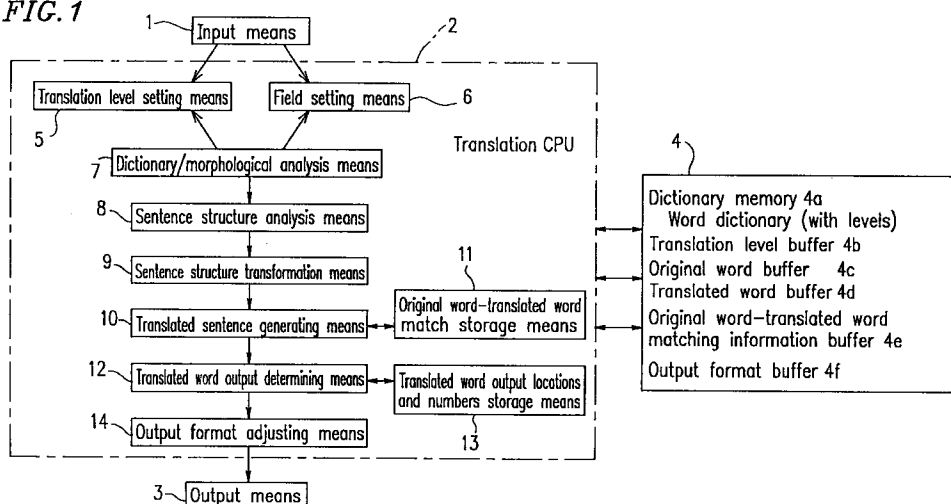 FIG. 1
1
Input means
2
Translation level setting means
Field setting means
6
5
Translation CPU
7
Dictionary/morphological analysis means
4
8
Sentence structure analysis means
Dictionary memory 4a
Word dictionary (with levels)
Translation level buffer 4b
Original word buffer 4c
Translated word buffer 4d
Original word-translated word
matching information buffer 4e
Output format buffer 4f
9
Sentence structure transformation means
11
10
Translated sentence generating means
Original word-translated word
match storage means
12
Translated word output determining means
Translated word output locations
and numbers storage means
13
14
Output format adjusting means
3
Output means